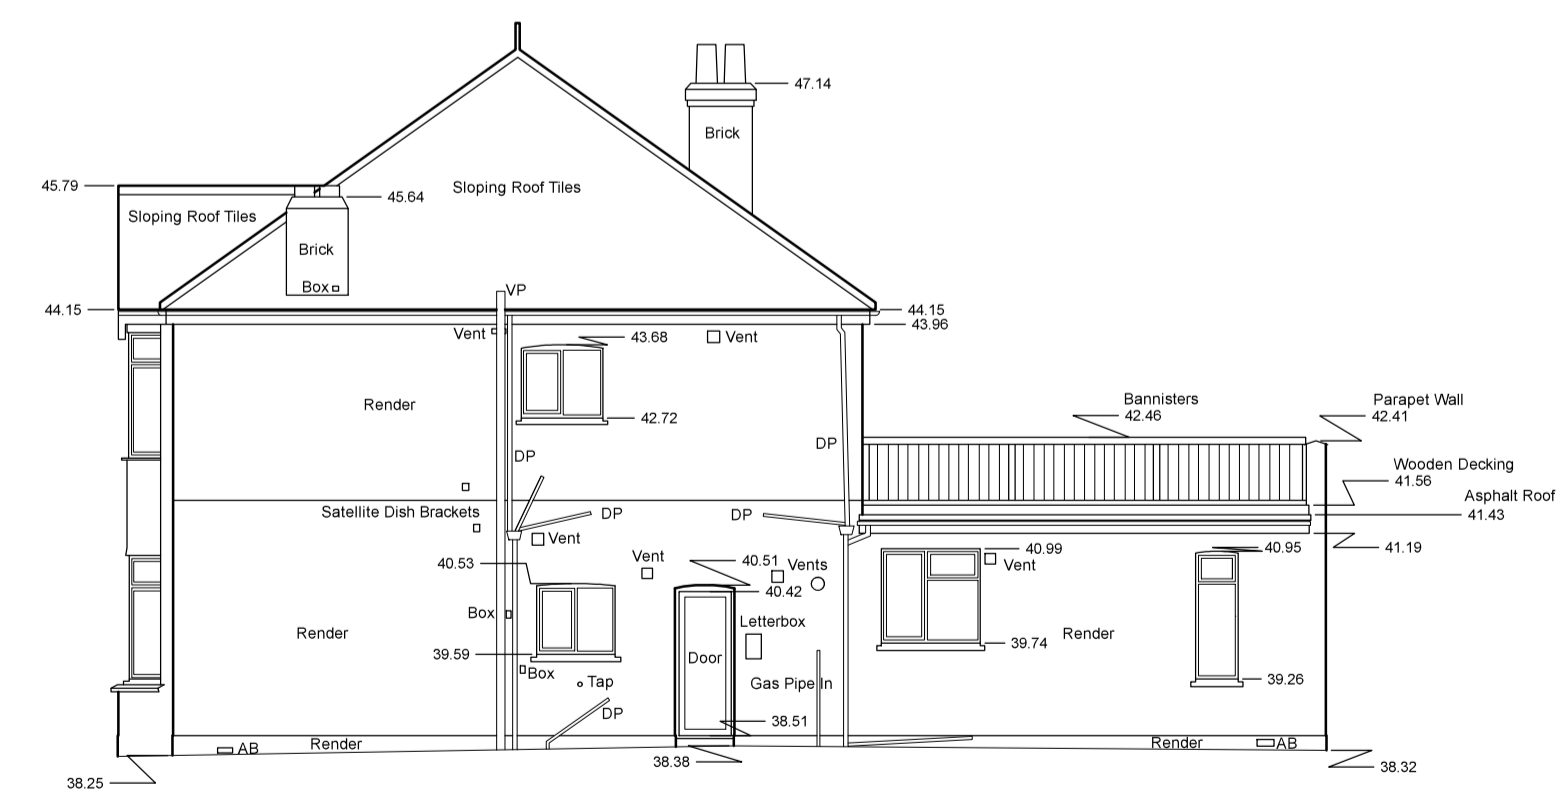 47.14
Brick
45.79
45.64
Sloping Roof Tiles
Sloping Roof Tiles
Brick
Box
VP
44.15
44.15
43.96
Vent
43.68
Vent
Render
42.72
Bannisters
42.46
Parapet Wall
42.41
DP
DP
Wooden Decking
41.56
Asphalt Roof
41.43
Satellite Dish Brackets
DP
DP
Vent
41.19
40.53
Vent
40.51
Vents
40.42
40.99
Vent
40.95
Box
Letterbox
Render
Render
39.59
Door
39.74
Box
Tap
Gas Pipe In
39.26
DP
38.51
AB
Render
Render
AB
38.38
38.32
38.25